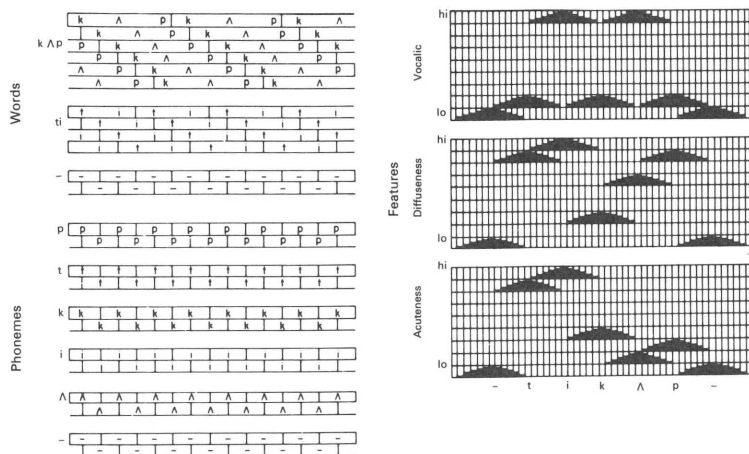 Words
k Λ p
k Λ p k Λ p k Λ
k Λ p k Λ p k Λ
p k Λ p k Λ p k
p k Λ p k Λ p
Λ p k Λ p k Λ p
Λ p k Λ p k Λ
ti
t i t i t i t i
t i t i t i t
i t i t i t i t
i t i t i t i
–
– – – – – – – –
– – – – – – –
Phonemes
p
p p p p p p p p
p p p p p p p
t
t t t t t t t t
t t t t t t t
k
k k k k k k k k
k k k k k k k
i
i i i i i i i i
i i i i i i i
Λ
Λ Λ Λ Λ Λ Λ Λ Λ
Λ Λ Λ Λ Λ Λ Λ
–
– – – – – – – –
– – – – – – –
Features
hi
Vocalic
lo
hi
Diffuseness
lo
hi
Acuteness
lo
– t i k Λ p –